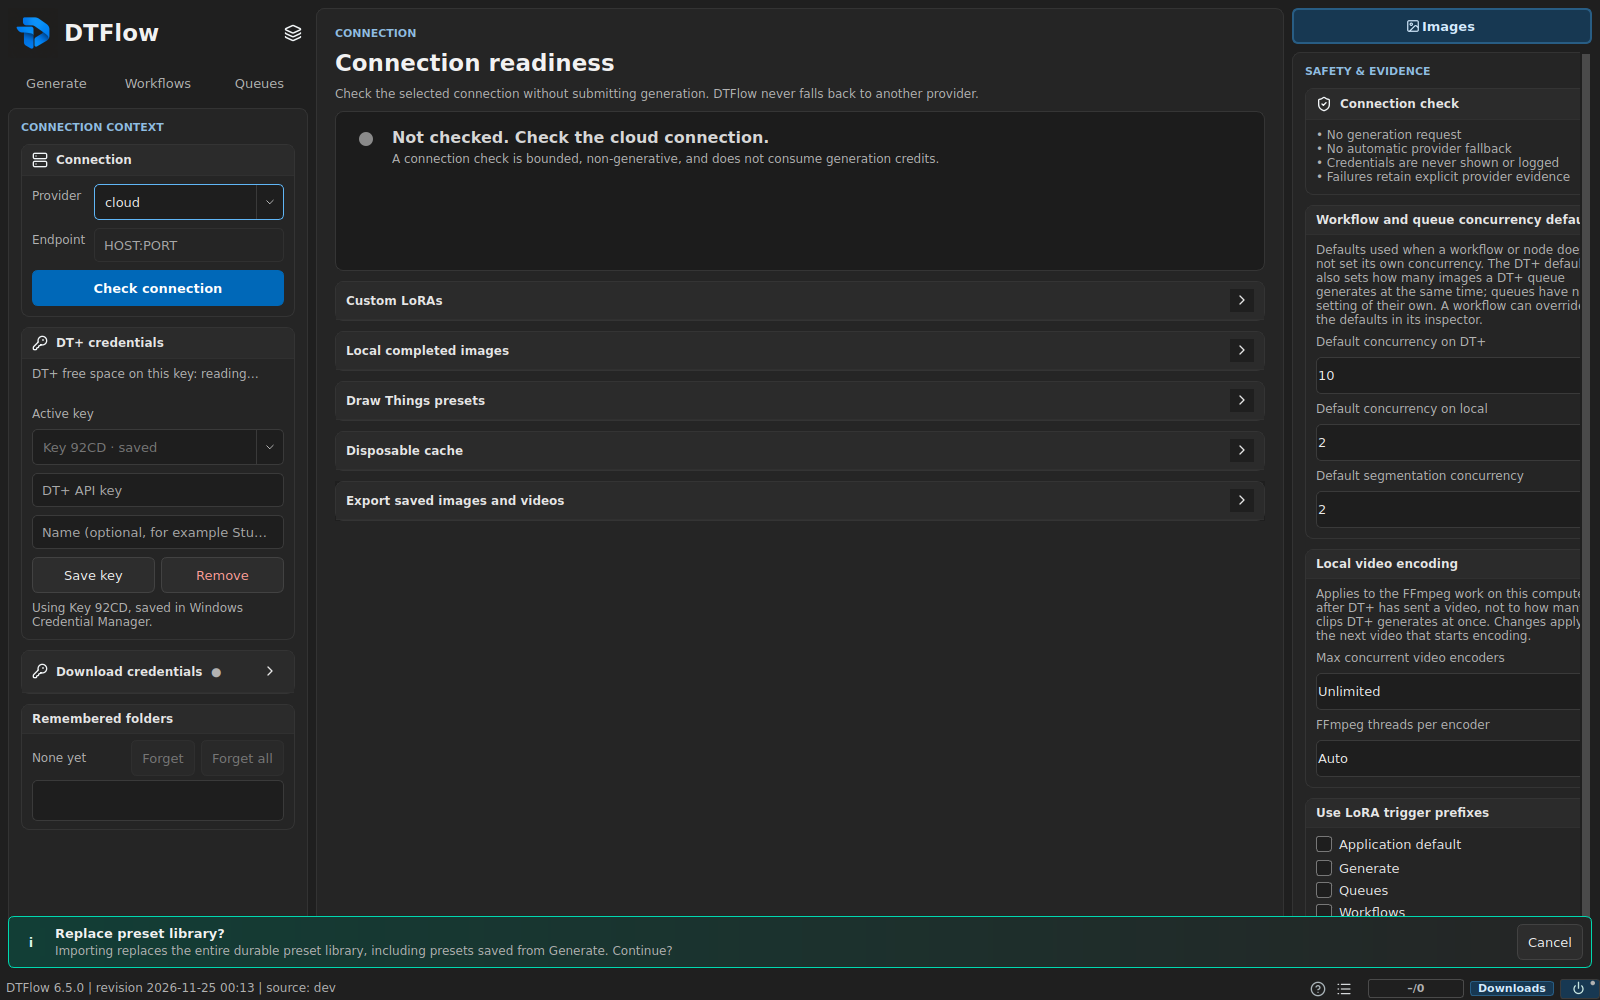 DTFlow
Generate
Workflows
Queues
CONNECTION CONTEXT
Connection
Provider
cloud
Endpoint
HOST:PORT
Check connection
DT+ credentials
DT+ free space on this key: reading...
Active key
Key 92CD · saved
DT+ API key
Name (optional, for example Stu...
Save key
Remove
Using Key 92CD, saved in Windows
Credential Manager.
Download credentials
Remembered folders
None yet
Forget
Forget all
CONNECTION
Connection readiness
Check the selected connection without submitting generation. DTFlow never falls back to another provider.
Not checked. Check the cloud connection.
A connection check is bounded, non-generative, and does not consume generation credits.
Custom LoRAs
Local completed images
Draw Things presets
Disposable cache
Export saved images and videos
Images
SAFETY & EVIDENCE
Connection check
• No generation request
• No automatic provider fallback
• Credentials are never shown or logged
• Failures retain explicit provider evidence
Workflow and queue concurrency defau
Defaults used when a workflow or node doe
not set its own concurrency. The DT+ defaul
also sets how many images a DT+ queue
generates at the same time; queues have n
setting of their own. A workflow can override
the defaults in its inspector.
Default concurrency on DT+
10
Default concurrency on local
2
Default segmentation concurrency
2
Local video encoding
Applies to the FFmpeg work on this compute
after DT+ has sent a video, not to how man
clips DT+ generates at once. Changes apply
the next video that starts encoding.
Max concurrent video encoders
Unlimited
FFmpeg threads per encoder
Auto
Use LoRA trigger prefixes
Application default
Generate
Queues
Workflows
Replace preset library?
Importing replaces the entire durable preset library, including presets saved from Generate. Continue?
Cancel
DTFlow 6.5.0 | revision 2026-11-25 00:13 | source: dev
–/0
Downloads